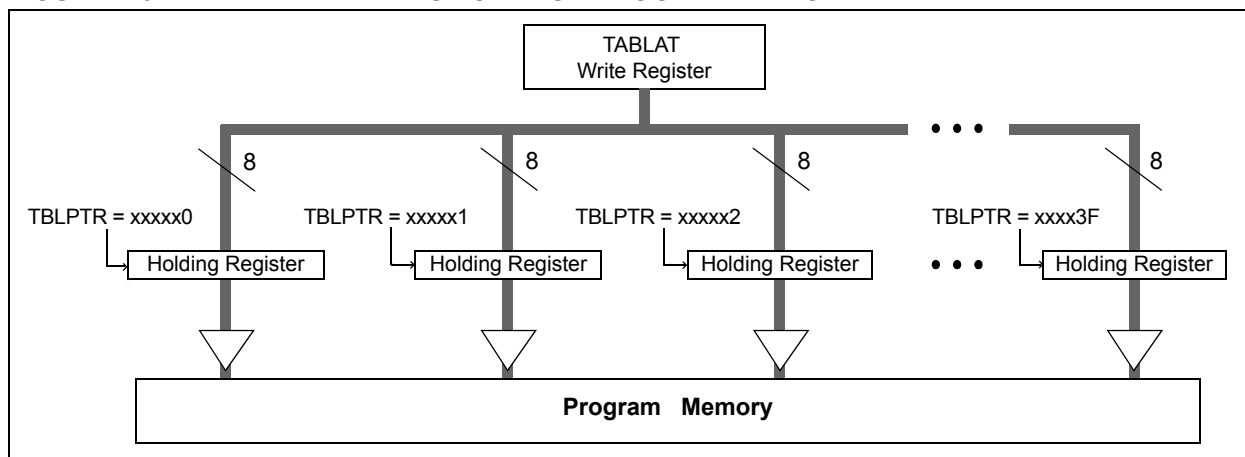 TABLAT
Write Register
8
8
8
8
TBLPTR = xxxxx0
TBLPTR = xxxxx1
TBLPTR = xxxxx2
TBLPTR = xxxx3F
Holding Register
Holding Register
Holding Register
Holding Register
Program Memory